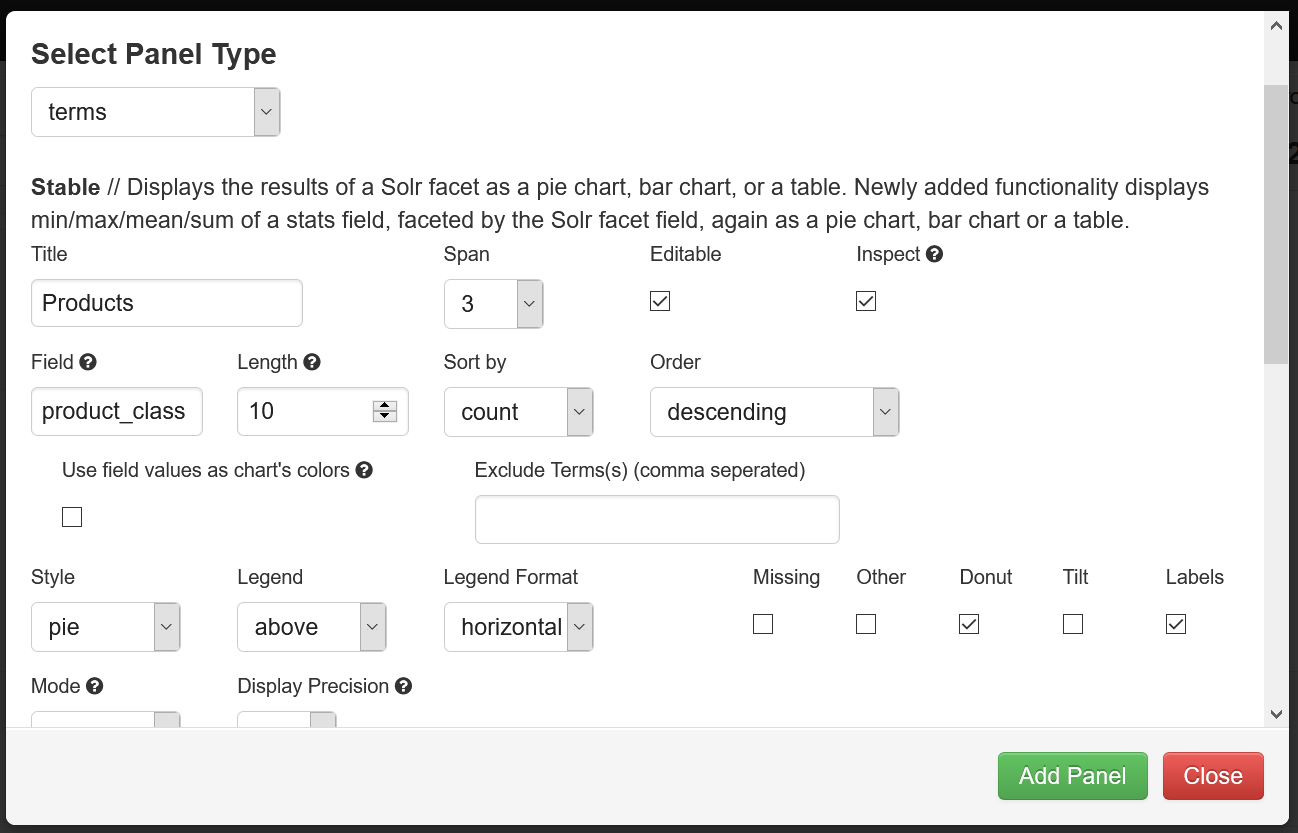 Select Panel Type
terms
Stable // Displays the results of a Solr facet as a pie chart, bar chart, or a table. Newly added functionality displays
min/max/mean/sum of a stats field, faceted by the Solr facet field, again as a pie chart, bar chart or a table.
Title Span Editable Inspect ?
Products 3
Field ? Length ? Sort by Order
product_class 10 count descending
Use field values as chart's colors ? Exclude Terms(s) (comma seperated)
Style Legend Legend Format Missing Other Donut Tilt Labels
pie above horizontal
Mode ? Display Precision ?
Add Panel Close